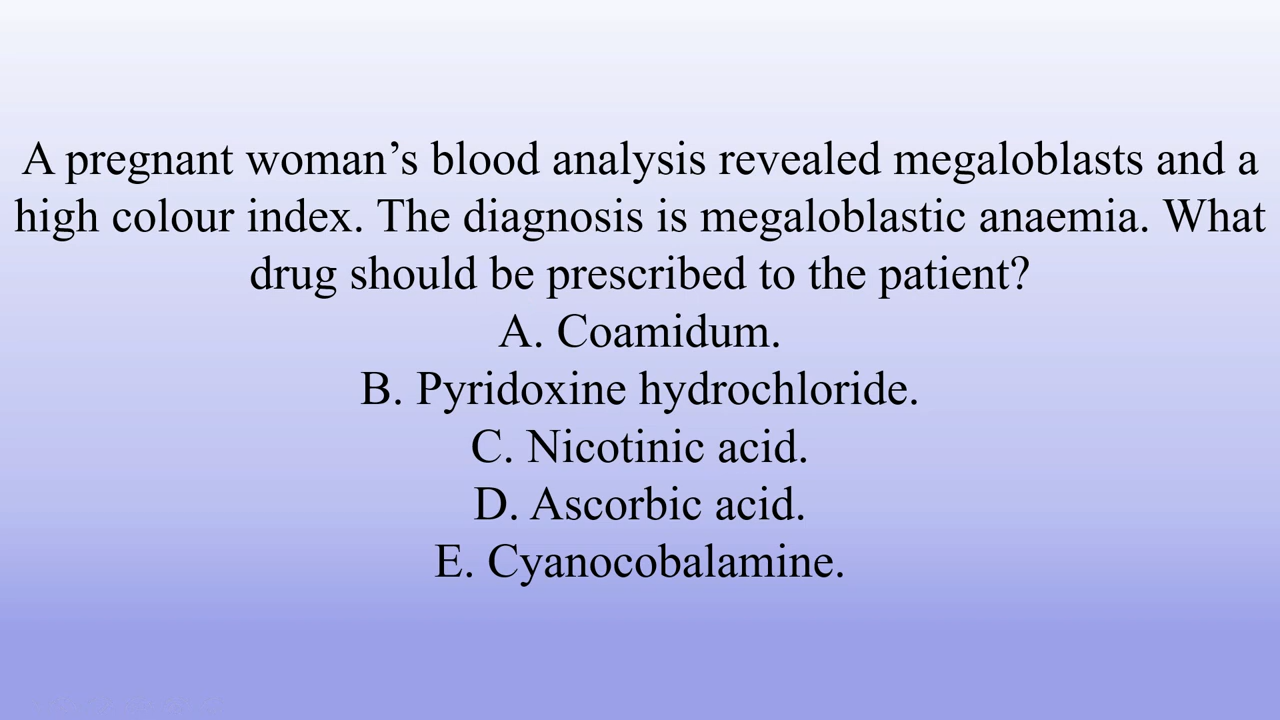 A pregnant woman’s blood analysis revealed megaloblasts and a
high colour index. The diagnosis is megaloblastic anaemia. What
drug should be prescribed to the patient?
A. Coamidum.
B. Pyridoxine hydrochloride.
C. Nicotinic acid.
D. Ascorbic acid.
E. Cyanocobalamine.